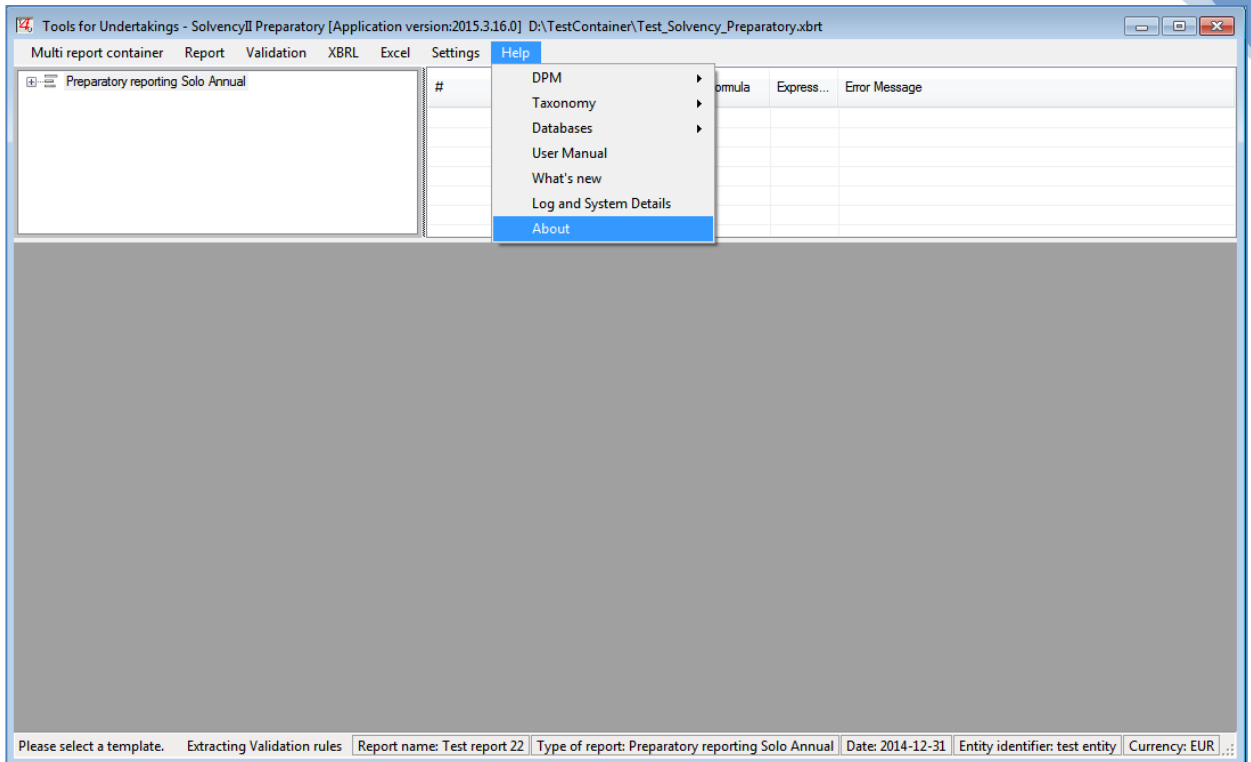 Tools for Undertakings - SolvencyII Preparatory [Application version:2015.3.16.0] D:\TestContainer\Test_Solvency_Preparatory.xbrt
Multi report container Report Validation XBRL Excel Settings Help
Preparatory reporting Solo Annual
# ormula Express... Error Message
DPM
Taxonomy
Databases
User Manual
What's new
Log and System Details
About
Please select a template. Extracting Validation rules Report name: Test report 22 Type of report: Preparatory reporting Solo Annual Date: 2014-12-31 Entity identifier: test entity Currency: EUR